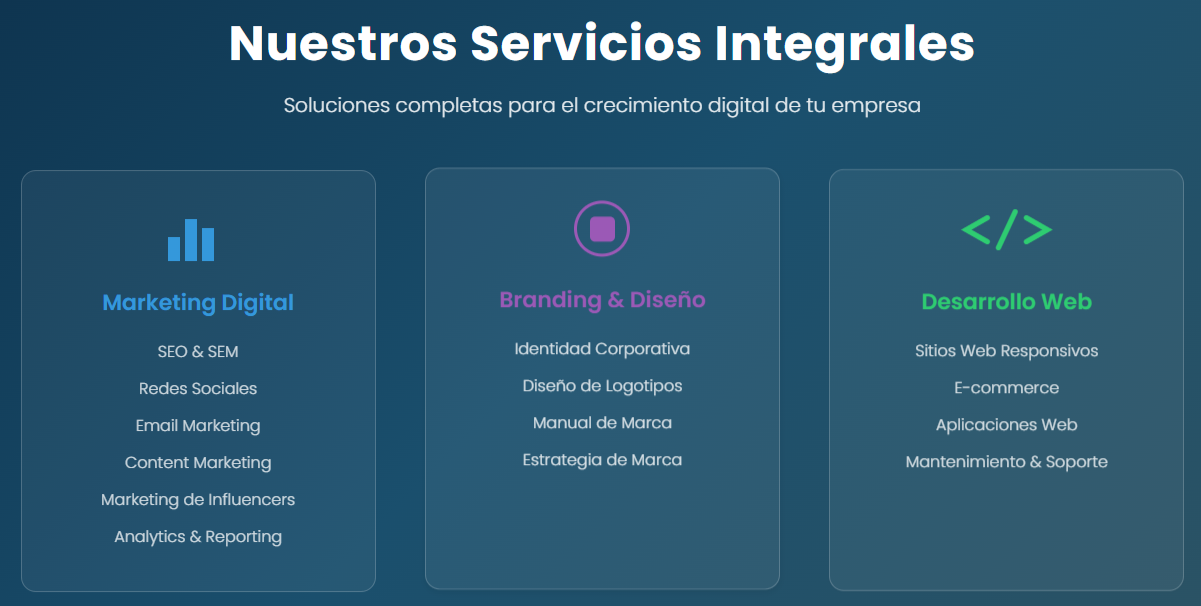 Nuestros Servicios Integrales
Soluciones completas para el crecimiento digital de tu empresa
Marketing Digital
SEO & SEM
Redes Sociales
Email Marketing
Content Marketing
Marketing de Influencers
Analytics & Reporting
Branding & Diseño
Identidad Corporativa
Diseño de Logotipos
Manual de Marca
Estrategia de Marca
</>
Desarrollo Web
Sitios Web Responsivos
E-commerce
Aplicaciones Web
Mantenimiento & Soporte